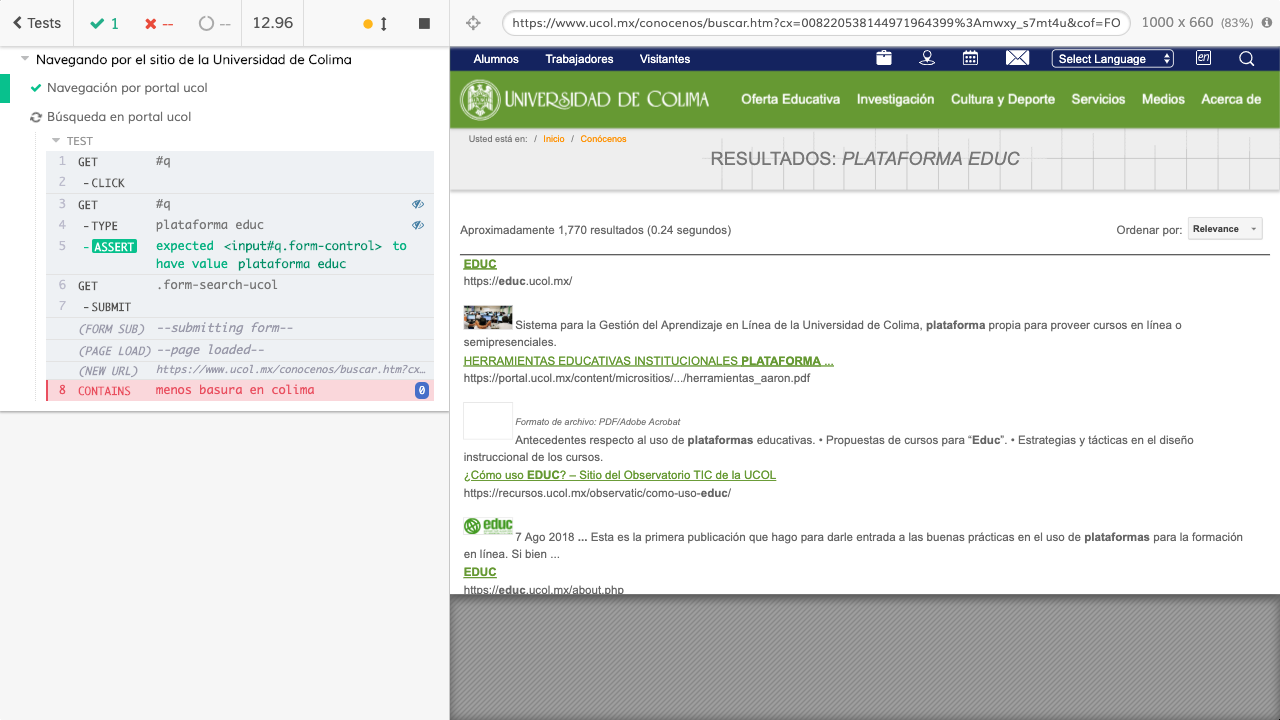 Tests
1
--
--
12.96
https://www.ucol.mx/conocenos/buscar.htm?cx=008220538144971964399%3Amwxy_s7mt4u&cof=FO
1000 x 660 (83%)
Navegando por el sitio de la Universidad de Colima
Navegación por portal ucol
Búsqueda en portal ucol
TEST
1 GET #q
2 - CLICK
3 GET #q
4 - TYPE plataforma educ
5 - ASSERT expected <input#q.form-control> to
have value plataforma educ
6 GET .form-search-ucol
7 - SUBMIT
(FORM SUB) --submitting form--
(PAGE LOAD) --page loaded--
(NEW URL) https://www.ucol.mx/conocenos/buscar.htm?cx…
8 CONTAINS menos basura en colima 0
Alumnos Trabajadores Visitantes Select Language en
UNIVERSIDAD DE COLIMA Oferta Educativa Investigación Cultura y Deporte Servicios Medios Acerca de
Usted está en: / Inicio / Conócenos
RESULTADOS: PLATAFORMA EDUC
Aproximadamente 1,770 resultados (0.24 segundos) Ordenar por: Relevance
EDUC
https://educ.ucol.mx/
Sistema para la Gestión del Aprendizaje en Línea de la Universidad de Colima, plataforma propia para proveer cursos en línea o
semipresenciales.
HERRAMIENTAS EDUCATIVAS INSTITUCIONALES PLATAFORMA ...
https://portal.ucol.mx/content/micrositios/.../herramientas_aaron.pdf
Formato de archivo: PDF/Adobe Acrobat
Antecedentes respecto al uso de plataformas educativas. • Propuestas de cursos para “Educ”. • Estrategias y tácticas en el diseño
instruccional de los cursos.
¿Cómo uso EDUC? – Sitio del Observatorio TIC de la UCOL
https://recursos.ucol.mx/observatic/como-uso-educ/
educ
7 Ago 2018 ... Esta es la primera publicación que hago para darle entrada a las buenas prácticas en el uso de plataformas para la formación
en línea. Si bien ...
EDUC
https://educ.ucol.mx/about.php